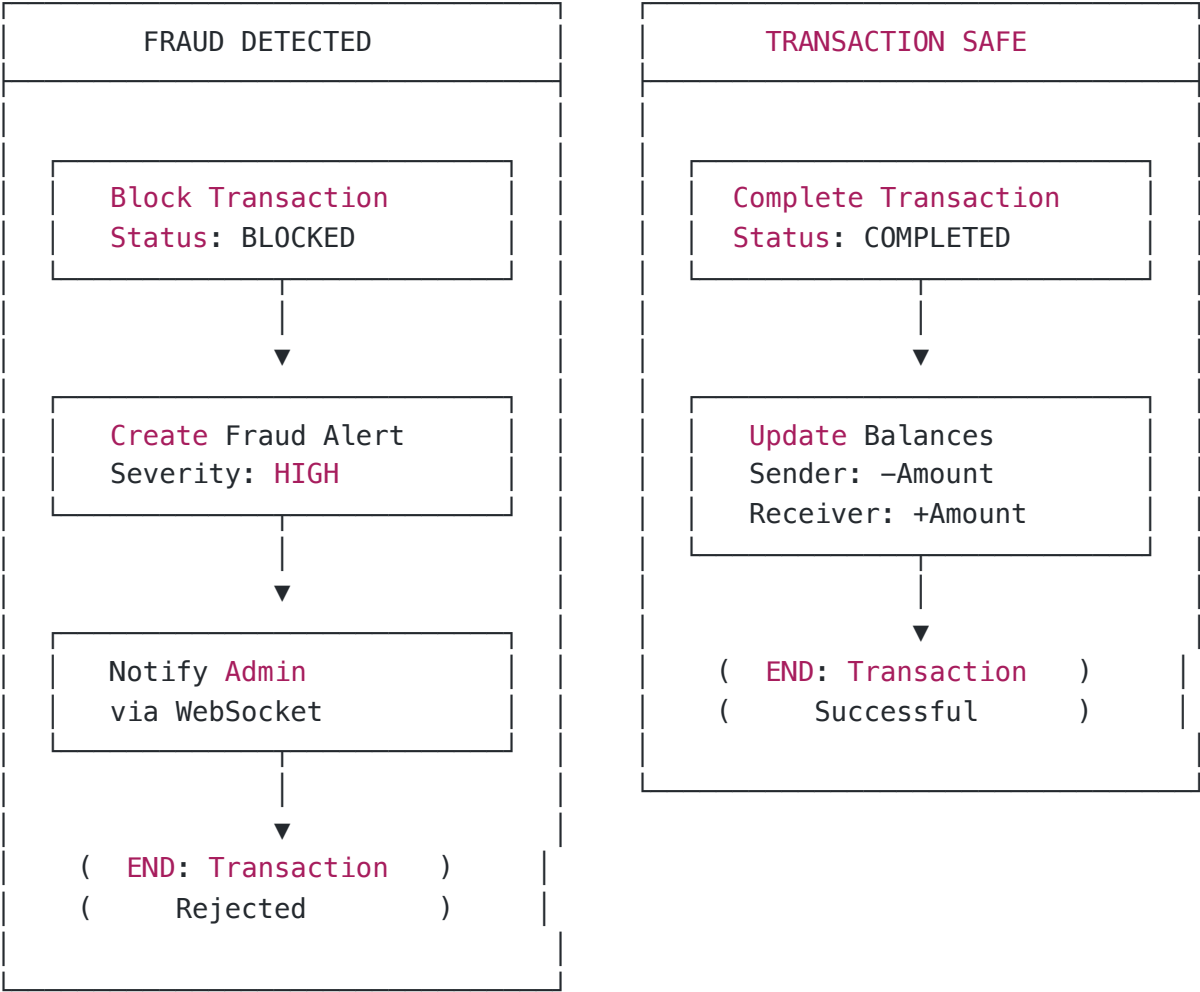 FRAUD DETECTED
Block Transaction
Status: BLOCKED
Create Fraud Alert
Severity: HIGH
Notify Admin
via WebSocket
( END: Transaction )
( Rejected )
TRANSACTION SAFE
Complete Transaction
Status: COMPLETED
Update Balances
Sender: −Amount
Receiver: +Amount
( END: Transaction )
( Successful )